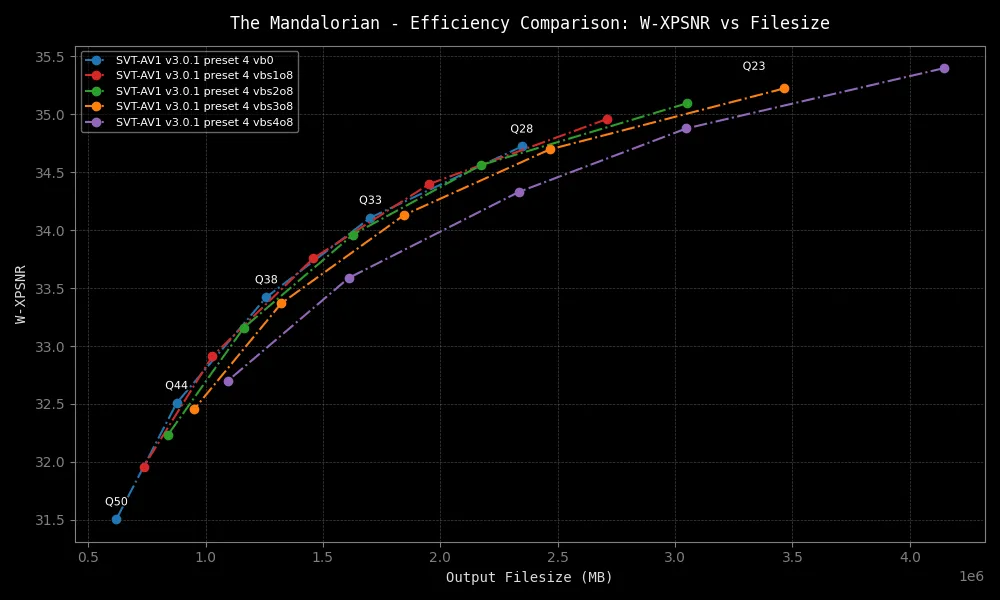 The Mandalorian - Efficiency Comparison: W-XPSNR vs Filesize
SVT-AV1 v3.0.1 preset 4 vb0
SVT-AV1 v3.0.1 preset 4 vbs1o8
SVT-AV1 v3.0.1 preset 4 vbs2o8
SVT-AV1 v3.0.1 preset 4 vbs3o8
SVT-AV1 v3.0.1 preset 4 vbs4o8
Q23
Q28
Q33
Q38
Q44
Q50
W-XPSNR
35.5
35.0
34.5
34.0
33.5
33.0
32.5
32.0
31.5
0.5 1.0 1.5 2.0 2.5 3.0 3.5 4.0
1e6
Output Filesize (MB)